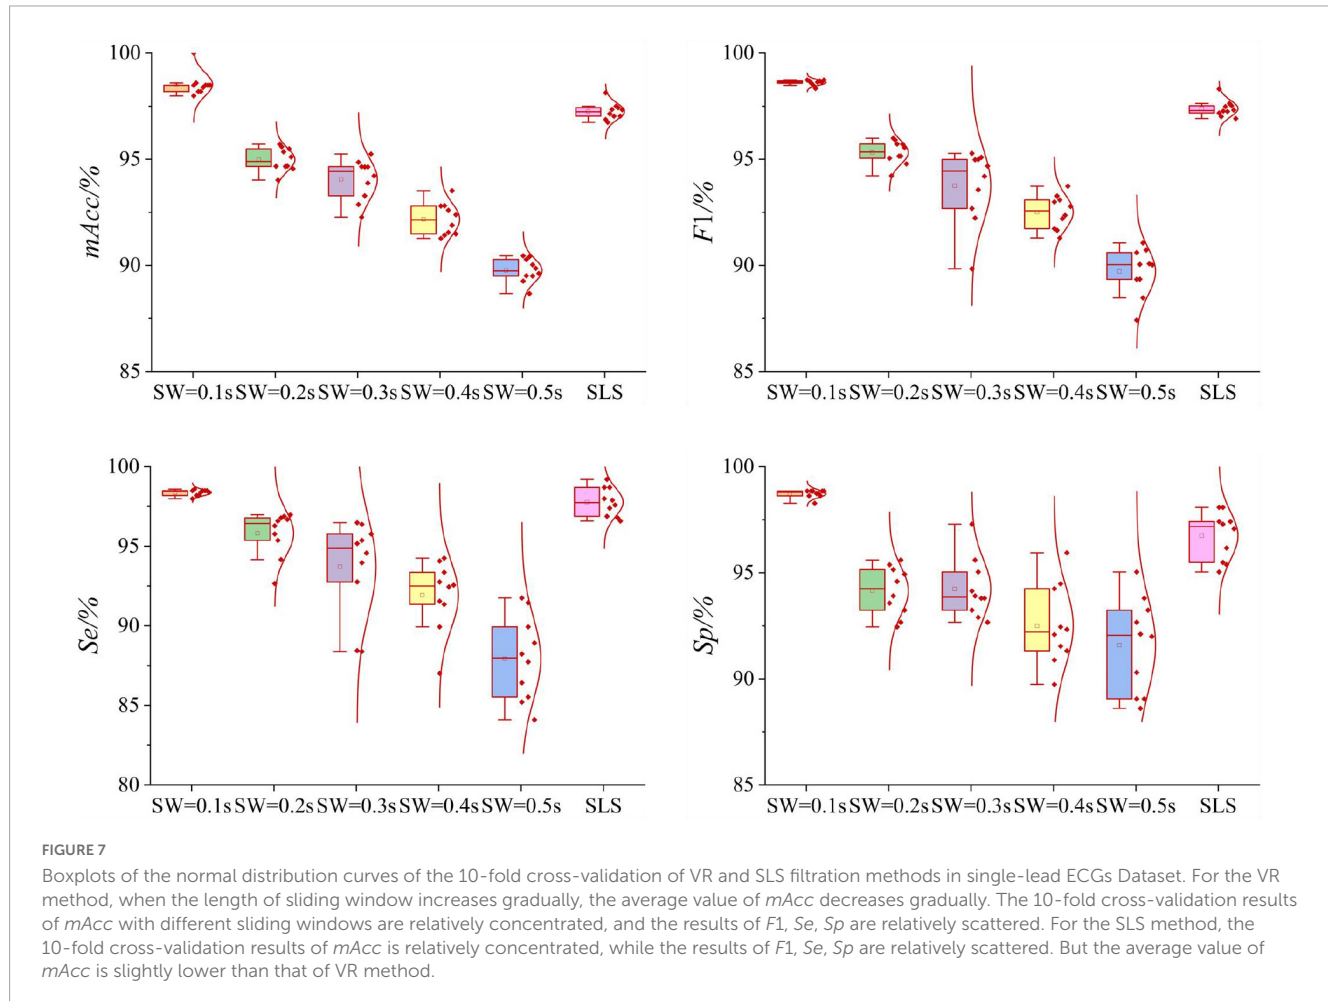 100
95
90
85
mAcc/%
SW=0.1s SW=0.2s SW=0.3s SW=0.4s SW=0.5s SLS
100
95
90
85
F1/%
SW=0.1s SW=0.2s SW=0.3s SW=0.4s SW=0.5s SLS
100
95
90
85
80
Se/%
SW=0.1s SW=0.2s SW=0.3s SW=0.4s SW=0.5s SLS
100
95
90
85
Sp/%
SW=0.1s SW=0.2s SW=0.3s SW=0.4s SW=0.5s SLS
FIGURE 7
Boxplots of the normal distribution curves of the 10-fold cross-validation of VR and SLS filtration methods in single-lead ECGs Dataset. For the VR
method, when the length of sliding window increases gradually, the average value of mAcc decreases gradually. The 10-fold cross-validation results
of mAcc with different sliding windows are relatively concentrated, and the results of F1, Se, Sp are relatively scattered. For the SLS method, the
10-fold cross-validation results of mAcc is relatively concentrated, while the results of F1, Se, Sp are relatively scattered. But the average value of
mAcc is slightly lower than that of VR method.